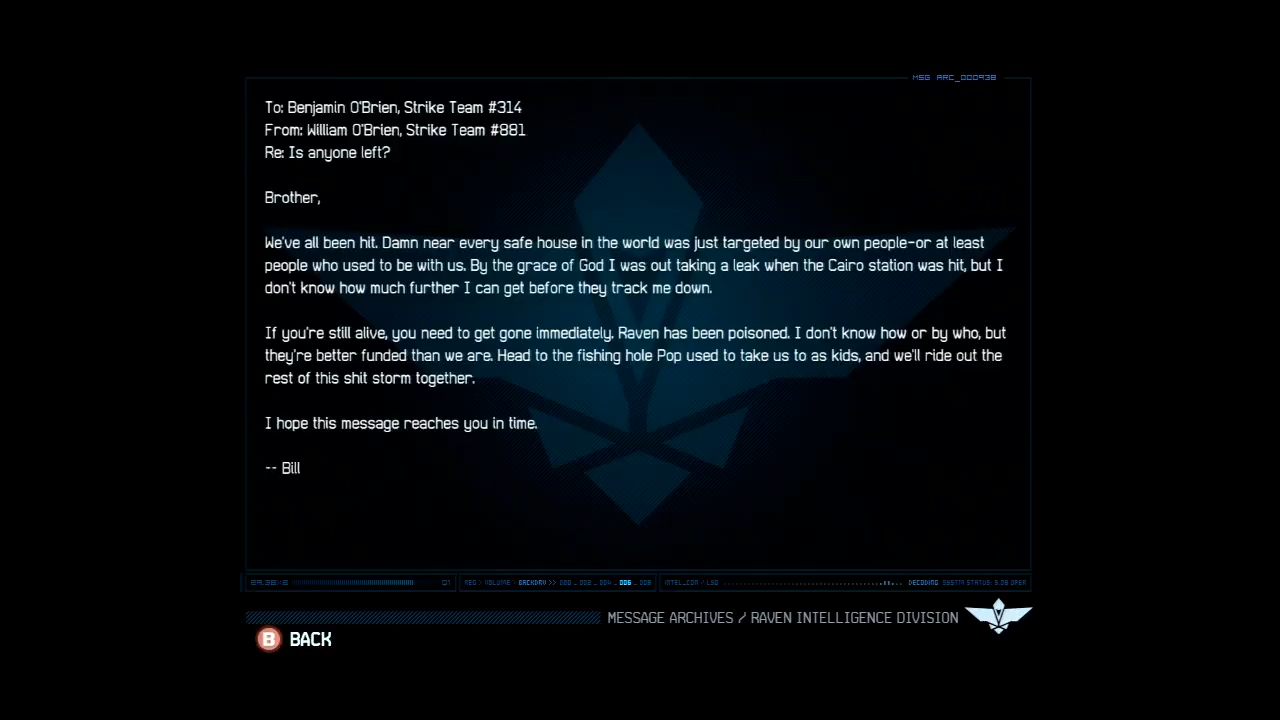 MSG ARC_000938
To: Benjamin O'Brien, Strike Team #314
From: William O'Brien, Strike Team #881
Re: Is anyone left?
Brother,
We've all been hit. Damn near every safe house in the world was just targeted by our own people-or at least
people who used to be with us. By the grace of God I was out taking a leak when the Cairo station was hit, but I
don't know how much further I can get before they track me down.
If you're still alive, you need to get gone immediately. Raven has been poisoned. I don't know how or by who, but
they're better funded than we are. Head to the fishing hole Pop used to take us to as kids, and we'll ride out the
rest of this shit storm together.
I hope this message reaches you in time.
-- Bill
DECODING
MESSAGE ARCHIVES / RAVEN INTELLIGENCE DIVISION
B BACK